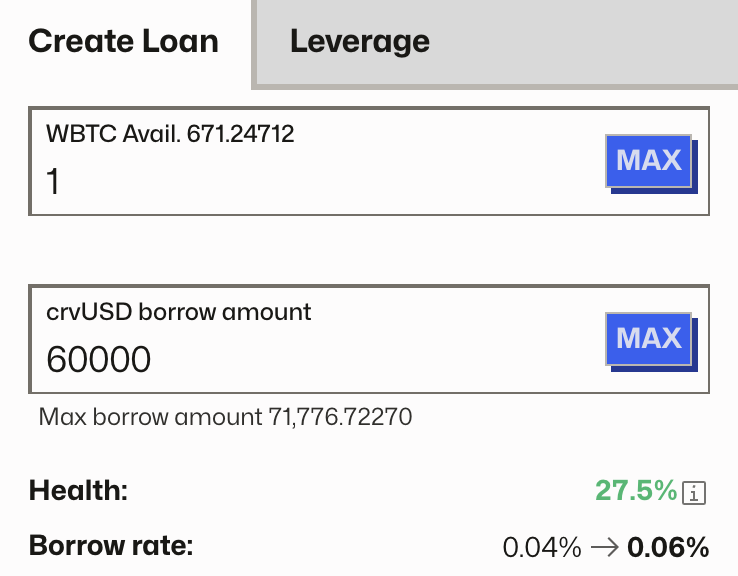 Create Loan Leverage
WBTC Avail. 671.24712
1 MAX
crvUSD borrow amount
60000 MAX
Max borrow amount 71,776.72270
Health: 27.5% i
Borrow rate: 0.04% → 0.06%